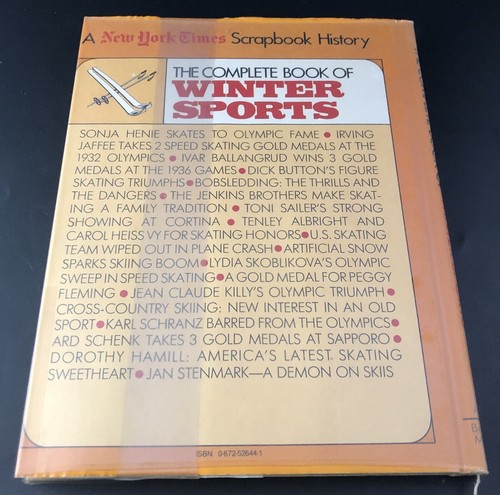 A New York Times Scrapbook History
THE COMPLETE BOOK OF
WINTER
SPORTS
SONJA HENIE SKATES TO OLYMPIC FAME • IRVING
JAFFEE TAKES 2 SPEED SKATING GOLD MEDALS AT THE
1932 OLYMPICS • IVAR BALLANGRUD WINS 3 GOLD
MEDALS AT THE 1936 GAMES • DICK BUTTON'S FIGURE
SKATING TRIUMPHS • BOBSLEDDING: THE THRILLS AND
THE DANGERS • THE JENKINS BROTHERS MAKE SKAT-
ING A FAMILY TRADITION • TONI SAILER'S STRONG
SHOWING AT CORTINA • TENLEY ALBRIGHT AND
CAROL HEISS VY FOR SKATING HONORS • U.S. SKATING
TEAM WIPED OUT IN PLANE CRASH • ARTIFICIAL SNOW
SPARKS SKIING BOOM • LYDIA SKOBLIKOVA'S OLYMPIC
SWEEP IN SPEED SKATING • A GOLD MEDAL FOR PEGGY
FLEMING • JEAN CLAUDE KILLY'S OLYMPIC TRIUMPH •
CROSS-COUNTRY SKIING: NEW INTEREST IN AN OLD
SPORT • KARL SCHRANZ BARRED FROM THE OLYMPICS •
ARD SCHENK TAKES 3 GOLD MEDALS AT SAPPORO •
DOROTHY HAMILL: AMERICA'S LATEST SKATING
SWEETHEART • JAN STENMARK—A DEMON ON SKIIS
ISBN 0-672-52644-1